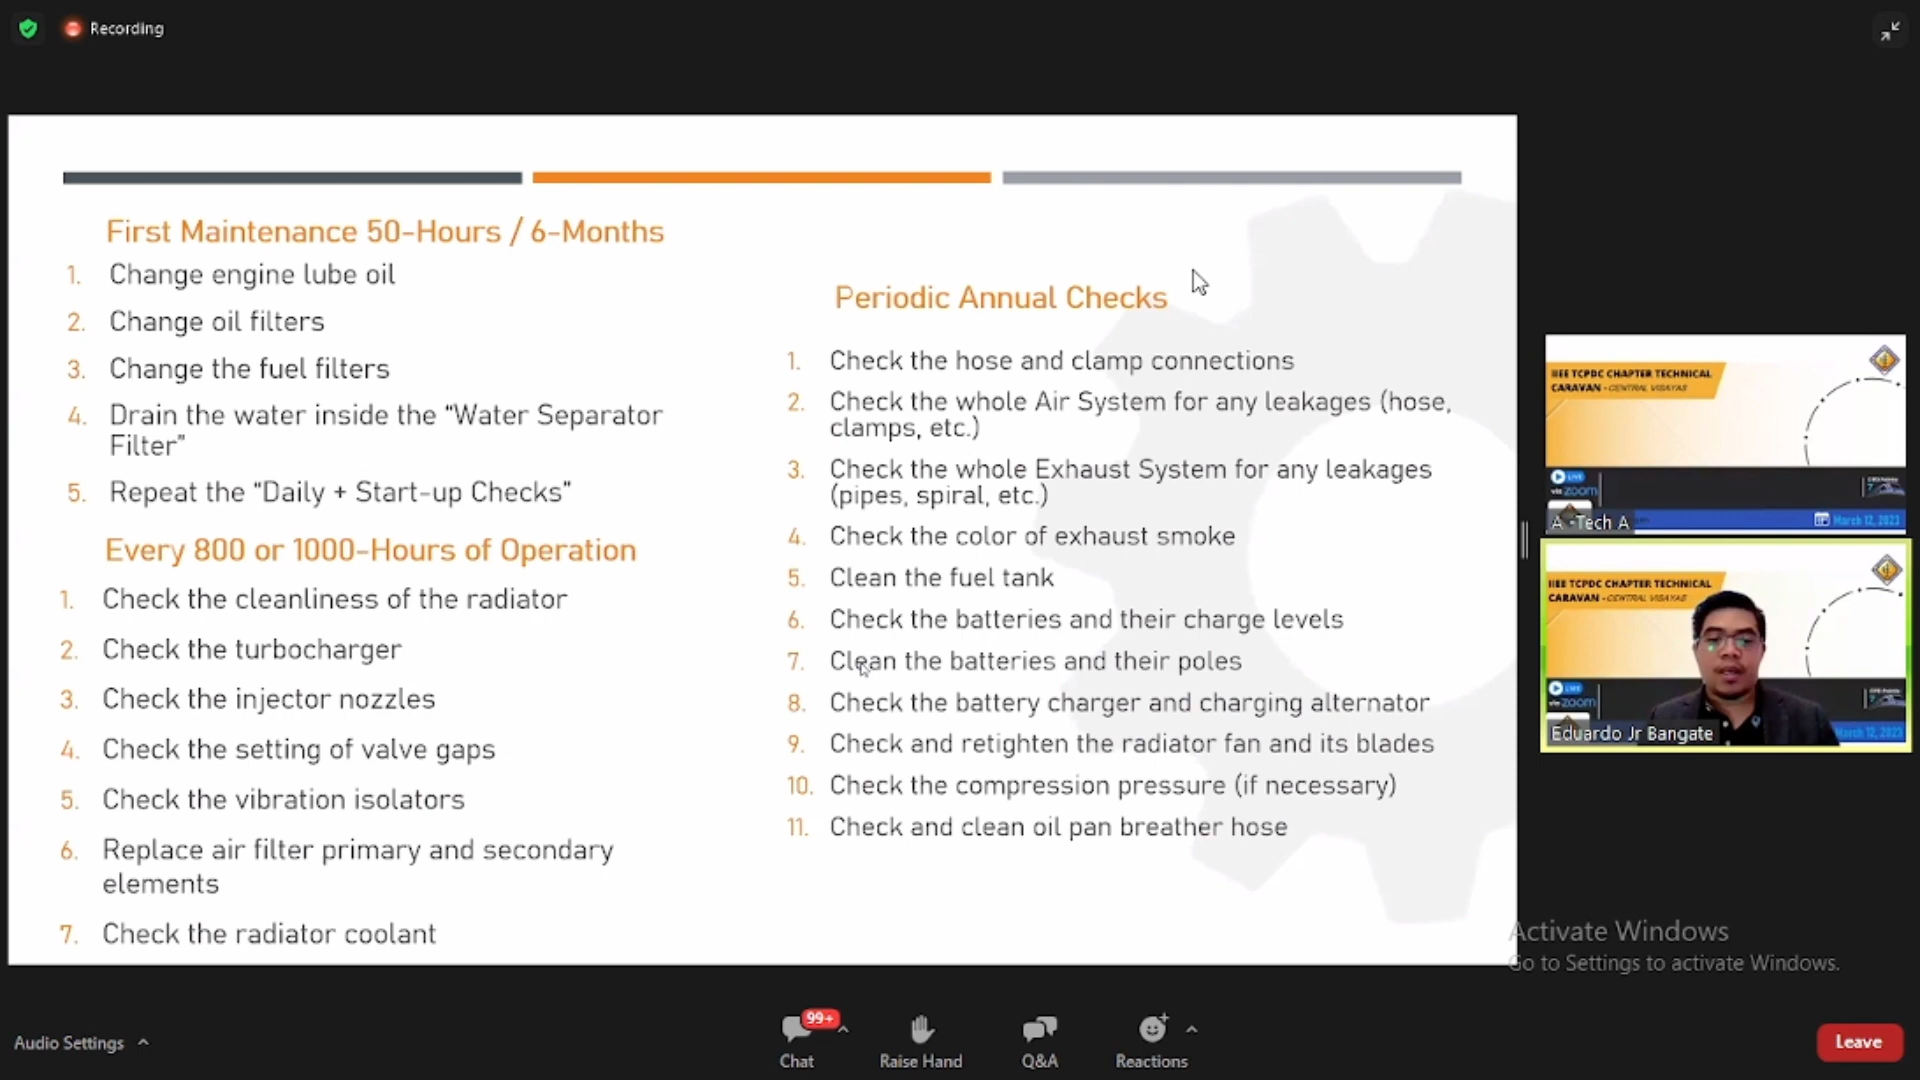 Recording
First Maintenance 50-Hours / 6-Months
1. Change engine lube oil
2. Change oil filters
3. Change the fuel filters
4. Drain the water inside the “Water Separator
Filter”
5. Repeat the “Daily + Start-up Checks”
Every 800 or 1000-Hours of Operation
1. Check the cleanliness of the radiator
2. Check the turbocharger
3. Check the injector nozzles
4. Check the setting of valve gaps
5. Check the vibration isolators
6. Replace air filter primary and secondary
elements
7. Check the radiator coolant
Periodic Annual Checks
1. Check the hose and clamp connections
2. Check the whole Air System for any leakages (hose,
clamps, etc.)
3. Check the whole Exhaust System for any leakages
(pipes, spiral, etc.)
4. Check the color of exhaust smoke
5. Clean the fuel tank
6. Check the batteries and their charge levels
7. Clean the batteries and their poles
8. Check the battery charger and charging alternator
9. Check and retighten the radiator fan and its blades
10. Check the compression pressure (if necessary)
11. Check and clean oil pan breather hose
IIEE TCPDC CHAPTER TECHNICAL
CARAVAN - CENTRAL VISAYAS
LIVE
via zoom
A -Tech A
March 12, 2023
IIEE TCPDC CHAPTER TECHNICAL
CARAVAN - CENTRAL VISAYAS
LIVE
via zoom
Eduardo Jr Bangate
March 12, 2023
Activate Windows
Go to Settings to activate Windows.
Audio Settings
99+
Chat
Raise Hand
Q&A
Reactions
Leave